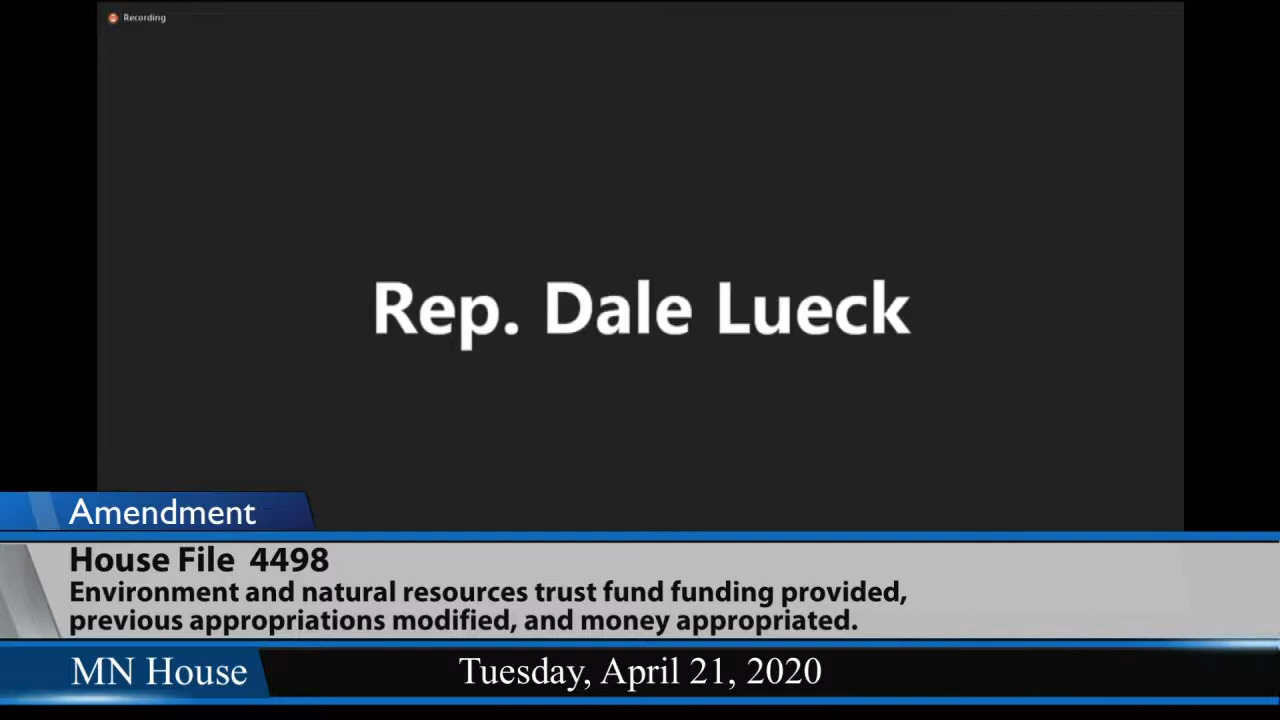 Recording
Rep. Dale Lueck
Amendment
House File 4498
Environment and natural resources trust fund funding provided,
previous appropriations modified, and money appropriated.
MN House
Tuesday, April 21, 2020